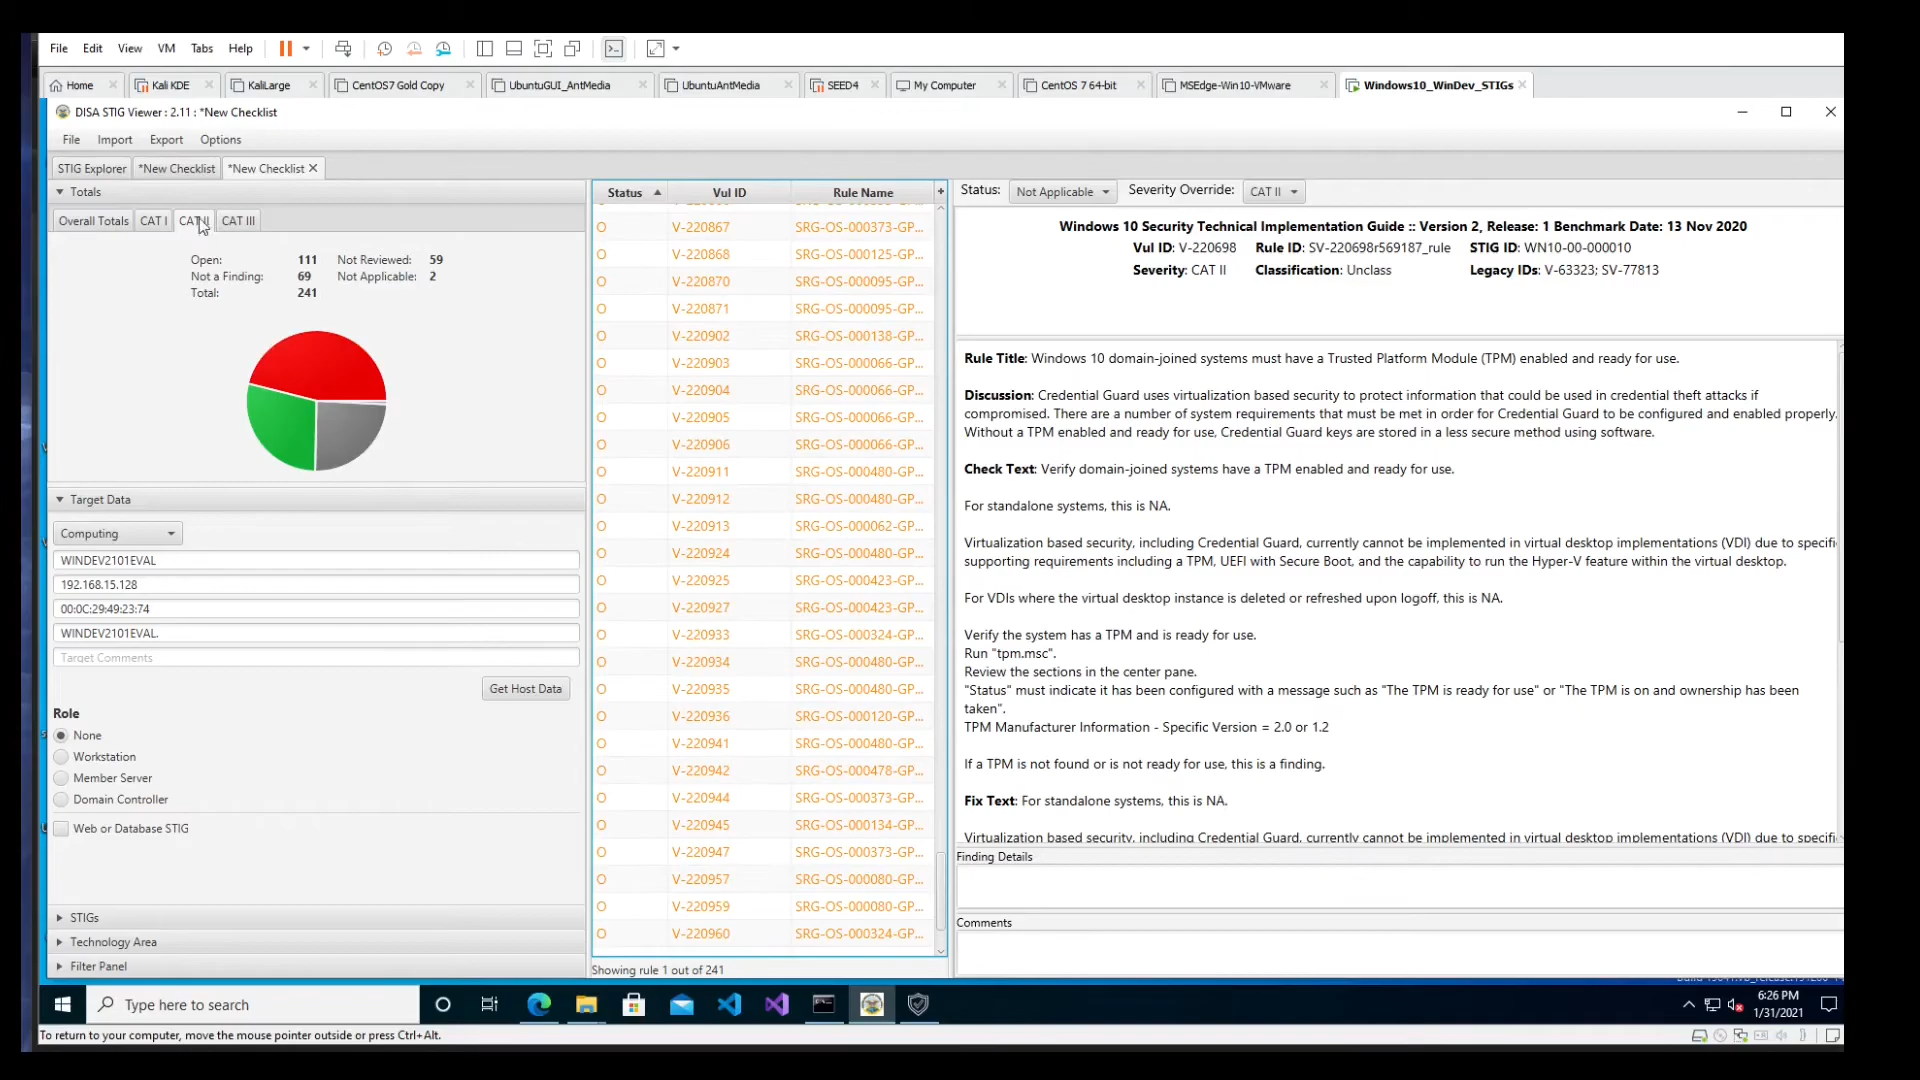 File Edit View VM Tabs Help
Home Kali KDE KaliLarge CentOS7 Gold Copy UbuntuGUI_AntMedia UbuntuAntMedia SEED4 My Computer CentOS 7 64-bit MSEdge-Win10-VMware Windows10_WinDev_STIGs
DISA STIG Viewer : 2.11 : *New Checklist
File Import Export Options
STIG Explorer *New Checklist *New Checklist
Totals
Overall Totals CAT I CAT II CAT III
Open: 111 Not Reviewed: 59
Not a Finding: 69 Not Applicable: 2
Total: 241
Target Data
Computing
WINDEV2101EVAL
192.168.15.128
00:0C:29:49:23:74
WINDEV2101EVAL.
Target Comments
Get Host Data
Role
None
Workstation
Member Server
Domain Controller
Web or Database STIG
STIGs
Technology Area
Filter Panel
Status Vul ID Rule Name +
O V-220867 SRG-OS-000373-GP...
O V-220868 SRG-OS-000125-GP...
O V-220870 SRG-OS-000095-GP...
O V-220871 SRG-OS-000095-GP...
O V-220902 SRG-OS-000138-GP...
O V-220903 SRG-OS-000066-GP...
O V-220904 SRG-OS-000066-GP...
O V-220905 SRG-OS-000066-GP...
O V-220906 SRG-OS-000066-GP...
O V-220911 SRG-OS-000480-GP...
O V-220912 SRG-OS-000480-GP...
O V-220913 SRG-OS-000062-GP...
O V-220924 SRG-OS-000480-GP...
O V-220925 SRG-OS-000423-GP...
O V-220927 SRG-OS-000423-GP...
O V-220933 SRG-OS-000324-GP...
O V-220934 SRG-OS-000480-GP...
O V-220935 SRG-OS-000480-GP...
O V-220936 SRG-OS-000120-GP...
O V-220941 SRG-OS-000480-GP...
O V-220942 SRG-OS-000478-GP...
O V-220944 SRG-OS-000373-GP...
O V-220945 SRG-OS-000134-GP...
O V-220947 SRG-OS-000373-GP...
O V-220957 SRG-OS-000080-GP...
O V-220959 SRG-OS-000080-GP...
O V-220960 SRG-OS-000324-GP...
Showing rule 1 out of 241
Status: Not Applicable Severity Override: CAT II
Windows 10 Security Technical Implementation Guide :: Version 2, Release: 1 Benchmark Date: 13 Nov 2020
Vul ID: V-220698 Rule ID: SV-220698r569187_rule STIG ID: WN10-00-000010
Severity: CAT II Classification: Unclass Legacy IDs: V-63323; SV-77813
Rule Title: Windows 10 domain-joined systems must have a Trusted Platform Module (TPM) enabled and ready for use.
Discussion: Credential Guard uses virtualization based security to protect information that could be used in credential theft attacks if
compromised. There are a number of system requirements that must be met in order for Credential Guard to be configured and enabled properly.
Without a TPM enabled and ready for use, Credential Guard keys are stored in a less secure method using software.
Check Text: Verify domain-joined systems have a TPM enabled and ready for use.
For standalone systems, this is NA.
Virtualization based security, including Credential Guard, currently cannot be implemented in virtual desktop implementations (VDI) due to specifi
supporting requirements including a TPM, UEFI with Secure Boot, and the capability to run the Hyper-V feature within the virtual desktop.
For VDIs where the virtual desktop instance is deleted or refreshed upon logoff, this is NA.
Verify the system has a TPM and is ready for use.
Run "tpm.msc".
Review the sections in the center pane.
"Status" must indicate it has been configured with a message such as "The TPM is ready for use" or "The TPM is on and ownership has been
taken".
TPM Manufacturer Information - Specific Version = 2.0 or 1.2
If a TPM is not found or is not ready for use, this is a finding.
Fix Text: For standalone systems, this is NA.
Virtualization based security, including Credential Guard, currently cannot be implemented in virtual desktop implementations (VDI) due to specifi
Finding Details
Comments
Type here to search
6:26 PM
1/31/2021
To return to your computer, move the mouse pointer outside or press Ctrl+Alt.